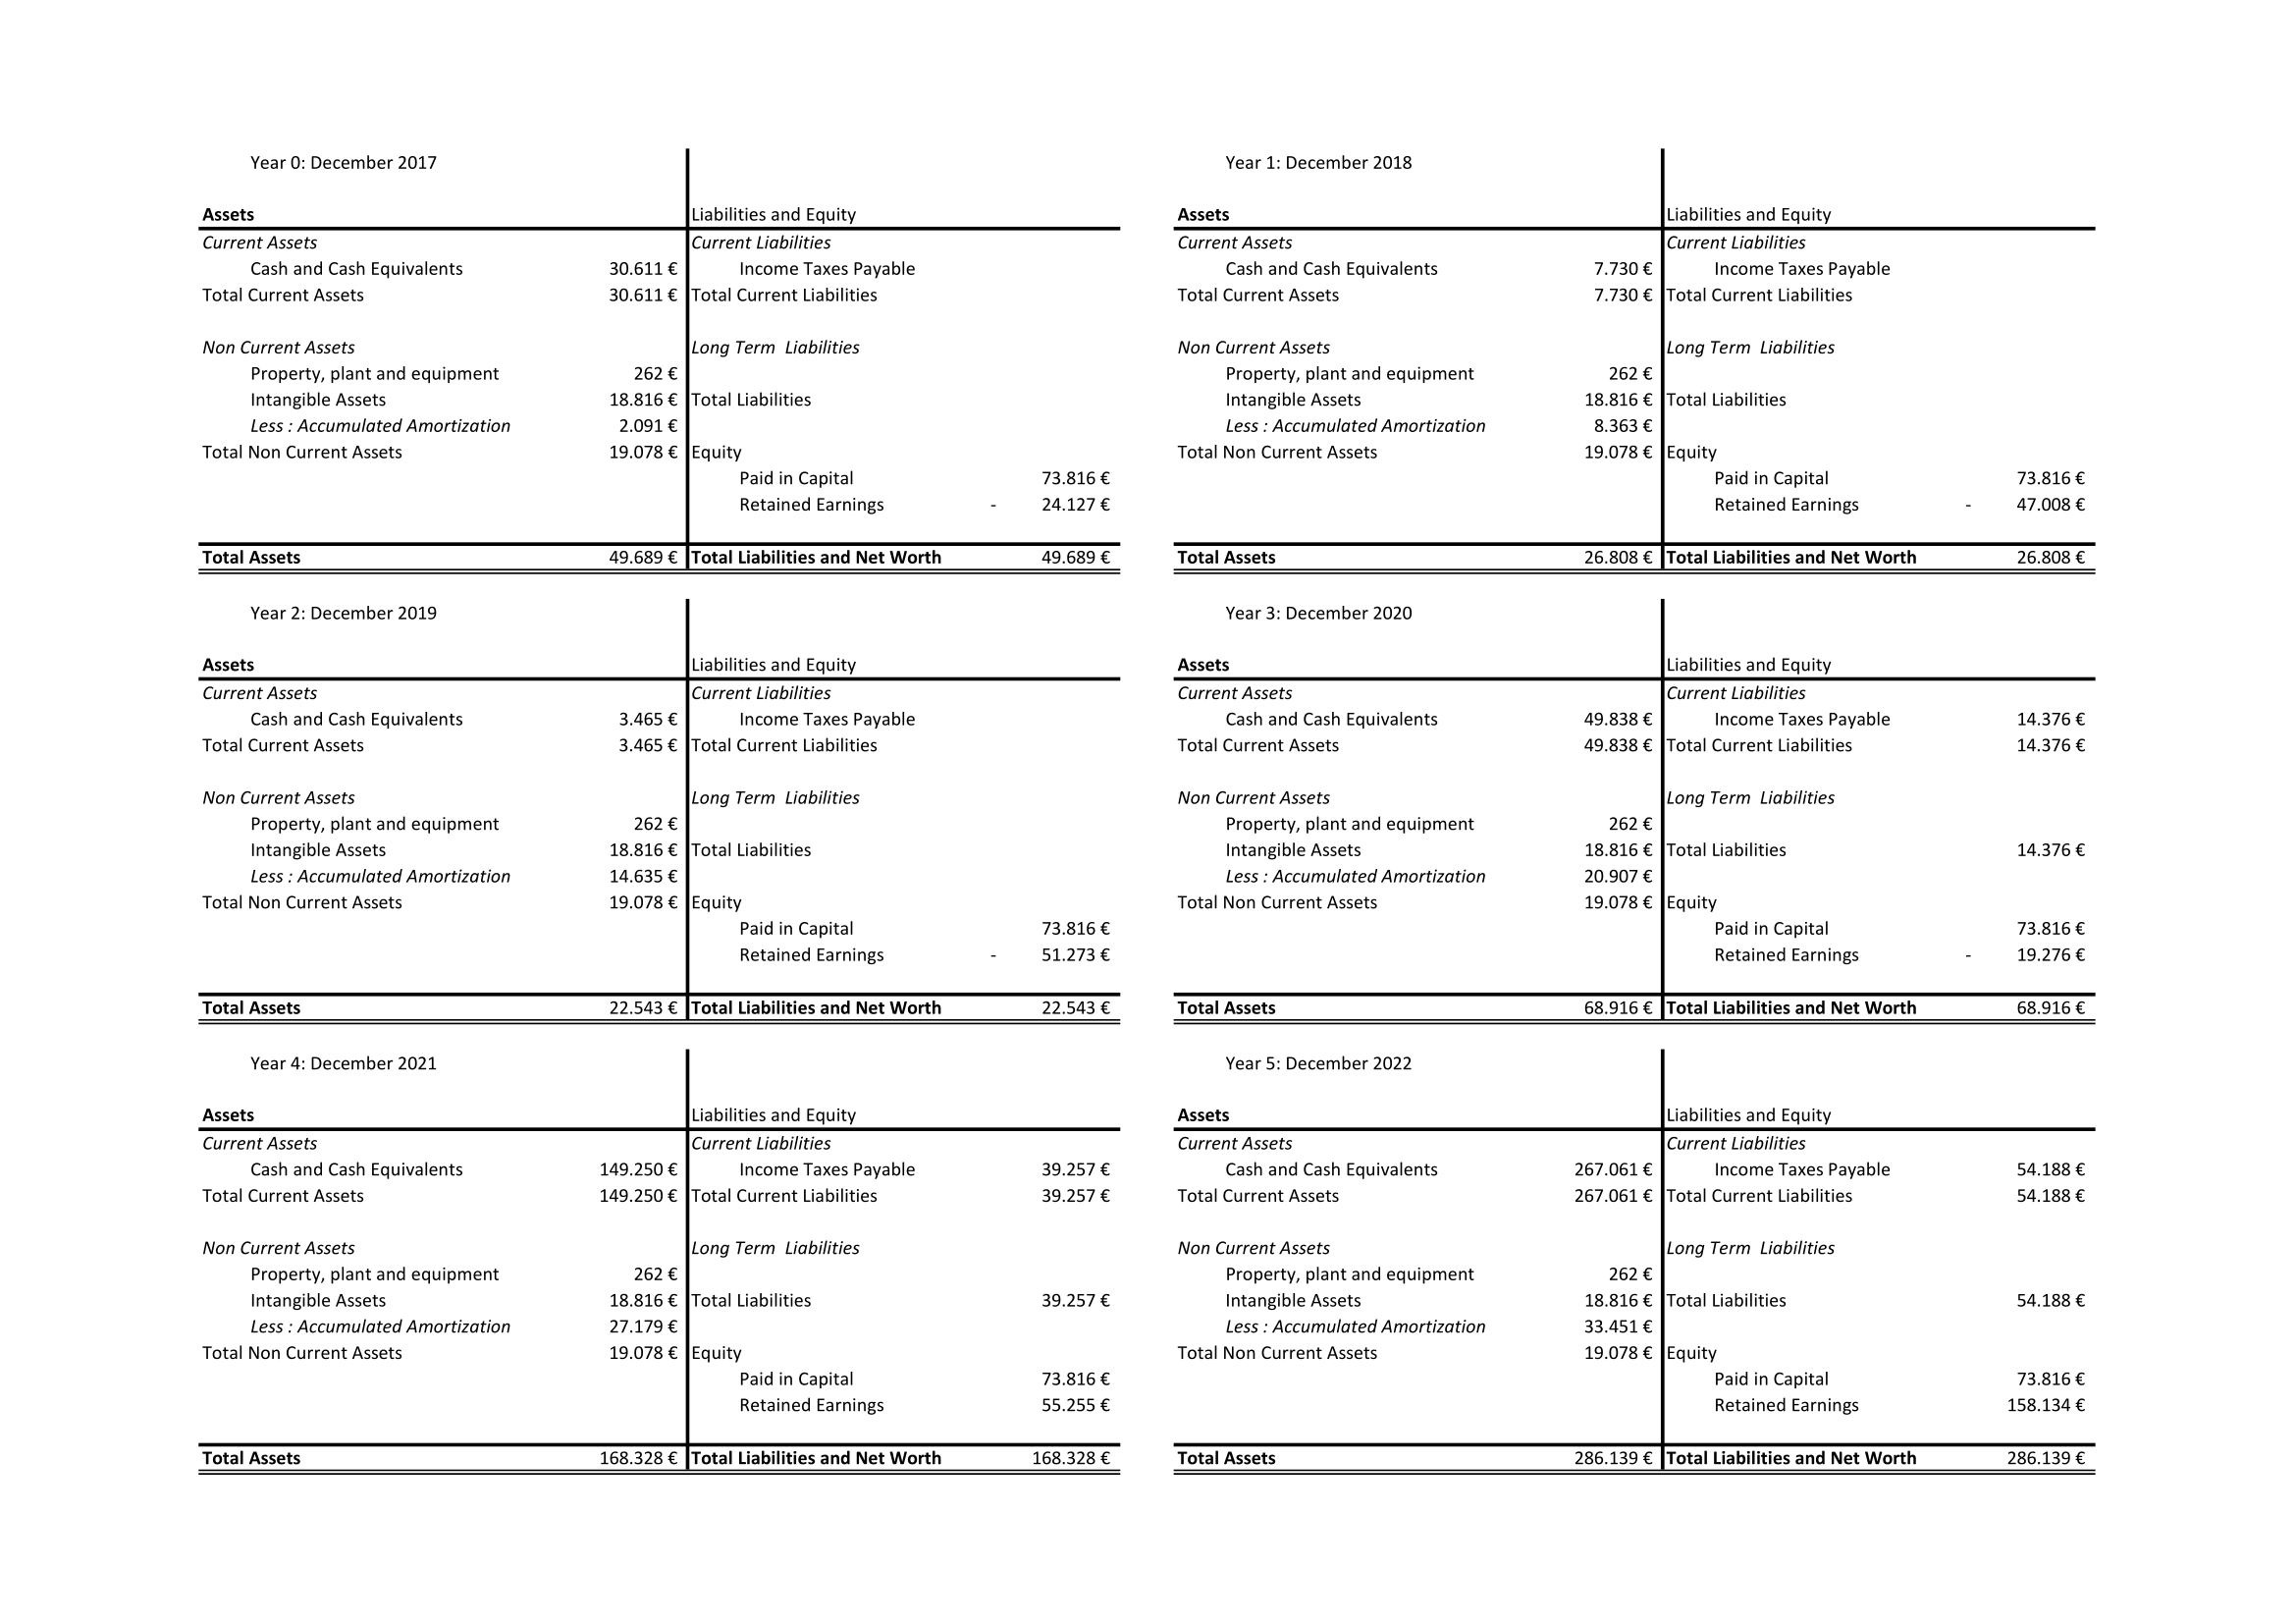 Year 0: December 2017
Assets Liabilities and Equity
Current Assets Current Liabilities
Cash and Cash Equivalents 30.611 € Income Taxes Payable
Total Current Assets 30.611 € Total Current Liabilities
Non Current Assets Long Term Liabilities
Property, plant and equipment 262 €
Intangible Assets 18.816 € Total Liabilities
Less : Accumulated Amortization 2.091 €
Total Non Current Assets 19.078 € Equity
Paid in Capital 73.816 €
Retained Earnings - 24.127 €
Total Assets 49.689 € Total Liabilities and Net Worth 49.689 €
Year 1: December 2018
Assets Liabilities and Equity
Current Assets Current Liabilities
Cash and Cash Equivalents 7.730 € Income Taxes Payable
Total Current Assets 7.730 € Total Current Liabilities
Non Current Assets Long Term Liabilities
Property, plant and equipment 262 €
Intangible Assets 18.816 € Total Liabilities
Less : Accumulated Amortization 8.363 €
Total Non Current Assets 19.078 € Equity
Paid in Capital 73.816 €
Retained Earnings - 47.008 €
Total Assets 26.808 € Total Liabilities and Net Worth 26.808 €
Year 2: December 2019
Assets Liabilities and Equity
Current Assets Current Liabilities
Cash and Cash Equivalents 3.465 € Income Taxes Payable
Total Current Assets 3.465 € Total Current Liabilities
Non Current Assets Long Term Liabilities
Property, plant and equipment 262 €
Intangible Assets 18.816 € Total Liabilities
Less : Accumulated Amortization 14.635 €
Total Non Current Assets 19.078 € Equity
Paid in Capital 73.816 €
Retained Earnings - 51.273 €
Total Assets 22.543 € Total Liabilities and Net Worth 22.543 €
Year 3: December 2020
Assets Liabilities and Equity
Current Assets Current Liabilities
Cash and Cash Equivalents 49.838 € Income Taxes Payable 14.376 €
Total Current Assets 49.838 € Total Current Liabilities 14.376 €
Non Current Assets Long Term Liabilities
Property, plant and equipment 262 €
Intangible Assets 18.816 € Total Liabilities 14.376 €
Less : Accumulated Amortization 20.907 €
Total Non Current Assets 19.078 € Equity
Paid in Capital 73.816 €
Retained Earnings - 19.276 €
Total Assets 68.916 € Total Liabilities and Net Worth 68.916 €
Year 4: December 2021
Assets Liabilities and Equity
Current Assets Current Liabilities
Cash and Cash Equivalents 149.250 € Income Taxes Payable 39.257 €
Total Current Assets 149.250 € Total Current Liabilities 39.257 €
Non Current Assets Long Term Liabilities
Property, plant and equipment 262 €
Intangible Assets 18.816 € Total Liabilities 39.257 €
Less : Accumulated Amortization 27.179 €
Total Non Current Assets 19.078 € Equity
Paid in Capital 73.816 €
Retained Earnings 55.255 €
Total Assets 168.328 € Total Liabilities and Net Worth 168.328 €
Year 5: December 2022
Assets Liabilities and Equity
Current Assets Current Liabilities
Cash and Cash Equivalents 267.061 € Income Taxes Payable 54.188 €
Total Current Assets 267.061 € Total Current Liabilities 54.188 €
Non Current Assets Long Term Liabilities
Property, plant and equipment 262 €
Intangible Assets 18.816 € Total Liabilities 54.188 €
Less : Accumulated Amortization 33.451 €
Total Non Current Assets 19.078 € Equity
Paid in Capital 73.816 €
Retained Earnings 158.134 €
Total Assets 286.139 € Total Liabilities and Net Worth 286.139 €